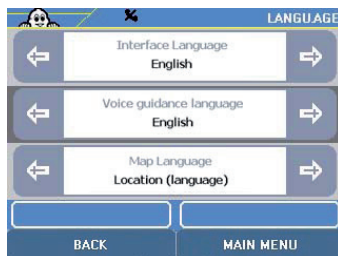 LANGUAGE
Interface Language
English
Voice guidance language
English
Map Language
Location (language)
BACK
MAIN MENU